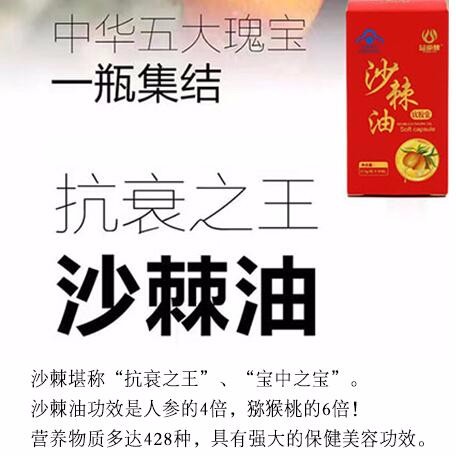 中华五大瑰宝
一瓶集结
沙棘油
软胶囊
Soft capsule
抗衰之王
沙棘油
沙棘堪称“抗衰之王”、“宝中之宝”。
沙棘油功效是人参的4倍，猕猴桃的6倍！
营养物质多达428种，具有强大的保健美容功效。